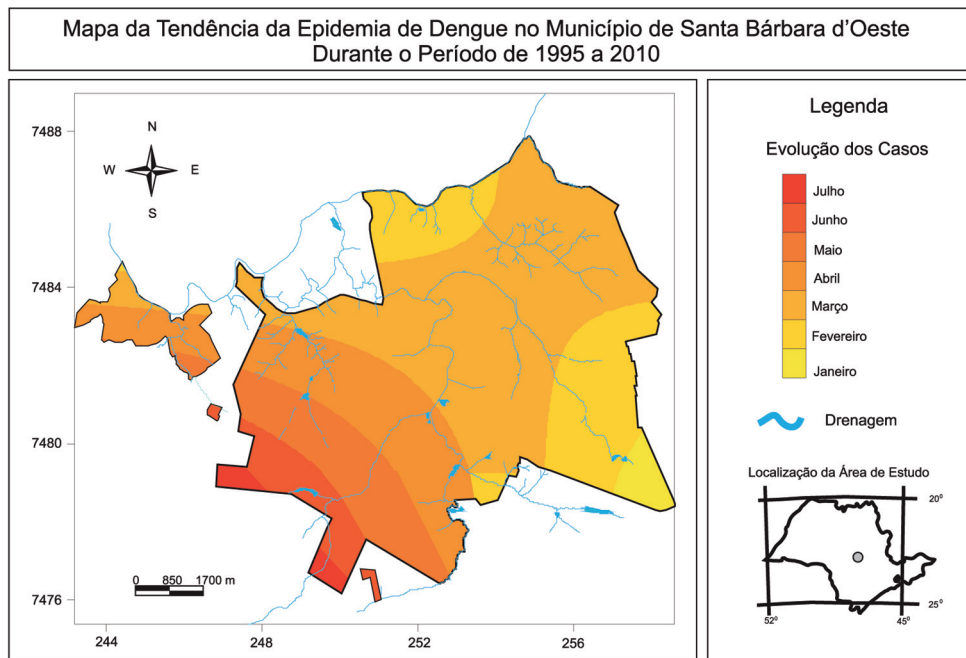 Mapa da Tendência da Epidemia de Dengue no Município de Santa Bárbara d'Oeste
Durante o Período de 1995 a 2010
7488
7484
7480
7476
N
W E
S
0 850 1700 m
244 248 252 256
Legenda
Evolução dos Casos
Julho
Junho
Maio
Abril
Março
Fevereiro
Janeiro
Drenagem
Localização da Área de Estudo
20°
25°
52° 45°